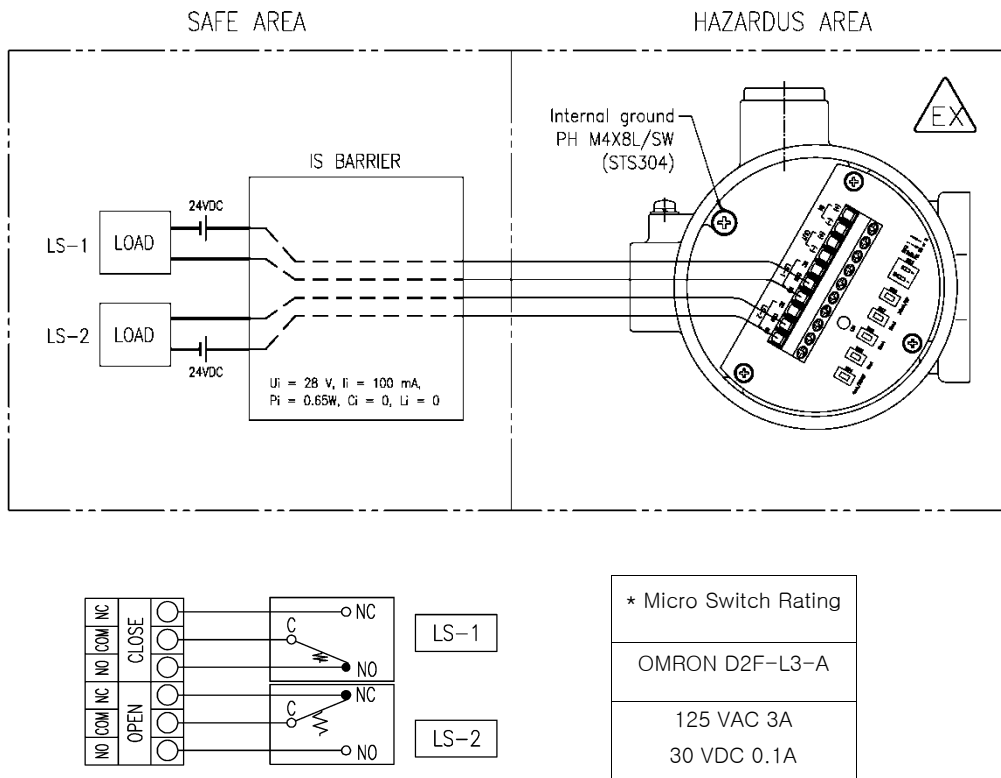 SAFE AREA
HAZARDUS AREA
EX
Internal ground
PH M4X8L/SW
(STS304)
IS BARRIER
24VDC
LS-1
LOAD
LS-2
LOAD
24VDC
Ui = 28 V, Ii = 100 mA,
Pi = 0.65W, Ci = 0, Li = 0
NC
COM
NO
CLOSE
NC
COM
NO
OPEN
NC
C
NO
LS-1
NC
C
NO
LS-2
* Micro Switch Rating
OMRON D2F-L3-A
125 VAC 3A
30 VDC 0.1A